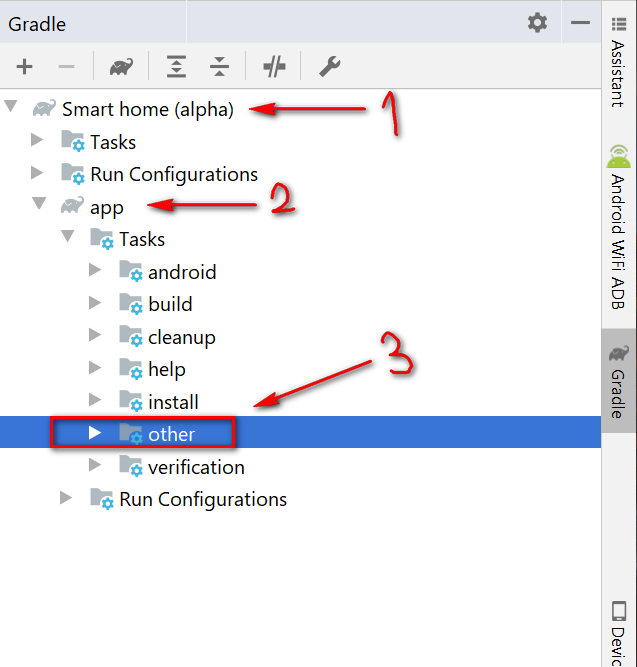 Gradle
Smart home (alpha)
1
Tasks
Run Configurations
app
2
Tasks
android
build
cleanup
help
3
install
other
verification
Run Configurations
Assistant
Android WiFi ADB
Gradle
Devic